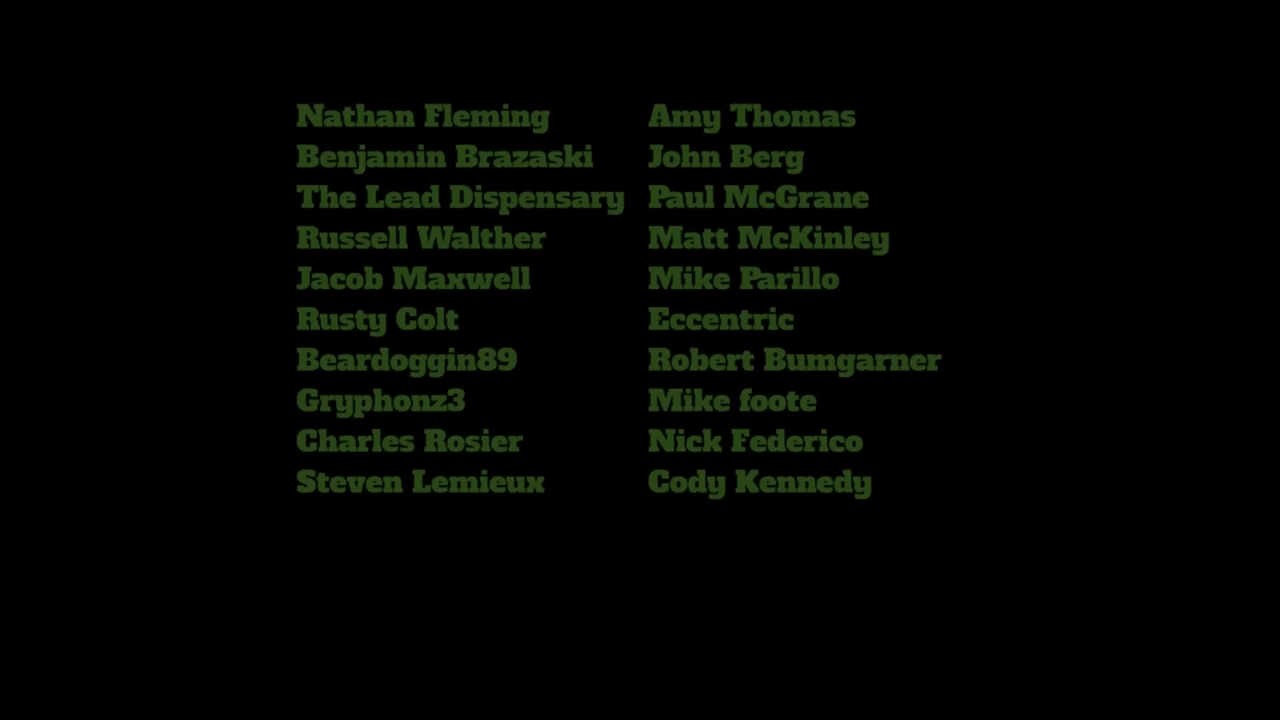 Nathan Fleming
Benjamin Brazaski
The Lead Dispensary
Russell Walther
Jacob Maxwell
Rusty Colt
Beardoggin89
Gryphonz3
Charles Rosier
Steven Lemieux
Amy Thomas
John Berg
Paul McGrane
Matt McKinley
Mike Parillo
Eccentric
Robert Bumgarner
Mike foote
Nick Federico
Cody Kennedy